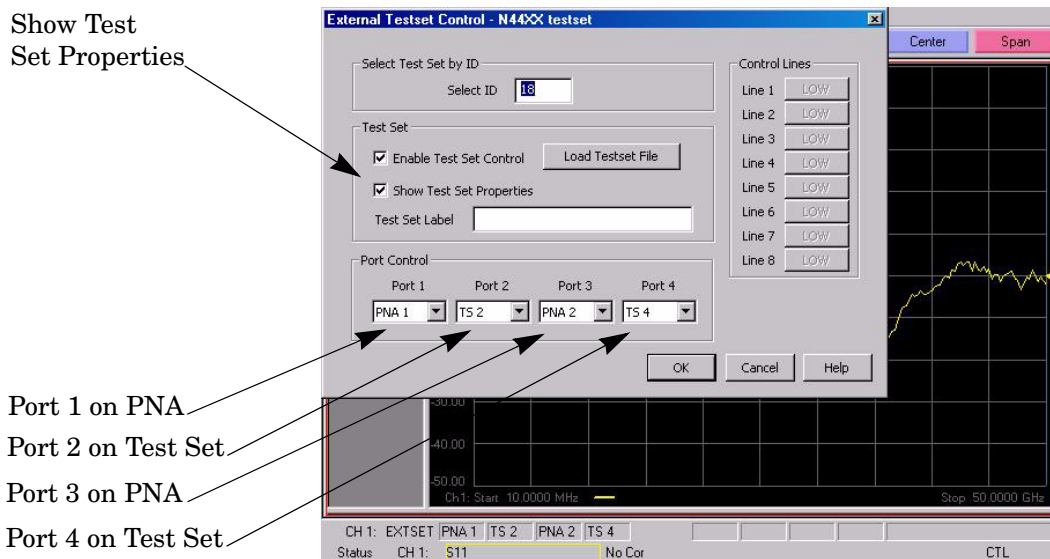 Show Test
Set Properties
External Testset Control - N44XX testset
Center
Span
Select Test Set by ID
Select ID 18
Control Lines
Line 1 LOW
Line 2 LOW
Line 3 LOW
Line 4 LOW
Line 5 LOW
Line 6 LOW
Line 7 LOW
Line 8 LOW
Test Set
Enable Test Set Control
Load Testset File
Show Test Set Properties
Test Set Label
Port Control
Port 1 Port 2 Port 3 Port 4
PNA 1 TS 2 PNA 2 TS 4
OK Cancel Help
Port 1 on PNA
Port 2 on Test Set
Port 3 on PNA
Port 4 on Test Set
-30.00
-40.00
-50.00
Ch1: Start 10.0000 MHz
Stop 50.0000 GHz
CH 1: EXTSET PNA 1 TS 2 PNA 2 TS 4
Status CH 1: S11 No Cor CTL